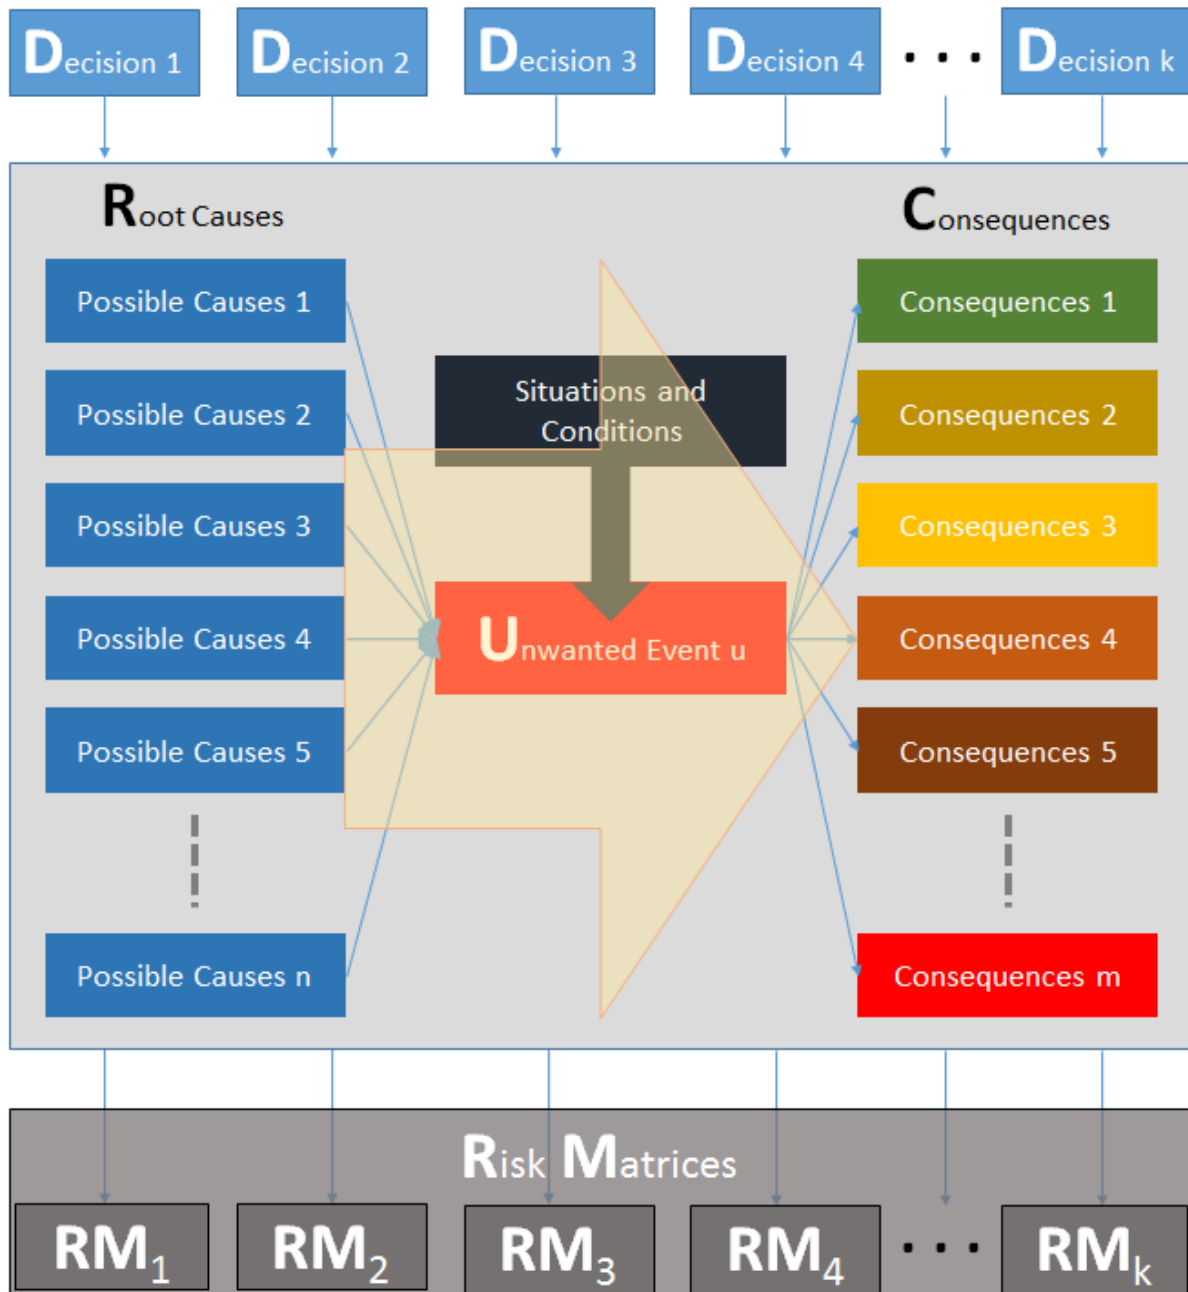 Decision 1
Decision 2
Decision 3
Decision 4
. . .
Decision k
Root Causes
Consequences
Possible Causes 1
Possible Causes 2
Possible Causes 3
Possible Causes 4
Possible Causes 5
Possible Causes n
Situations and
Conditions
Unwanted Event u
Consequences 1
Consequences 2
Consequences 3
Consequences 4
Consequences 5
Consequences m
Risk Matrices
RM1
RM2
RM3
RM4
. . .
RMk